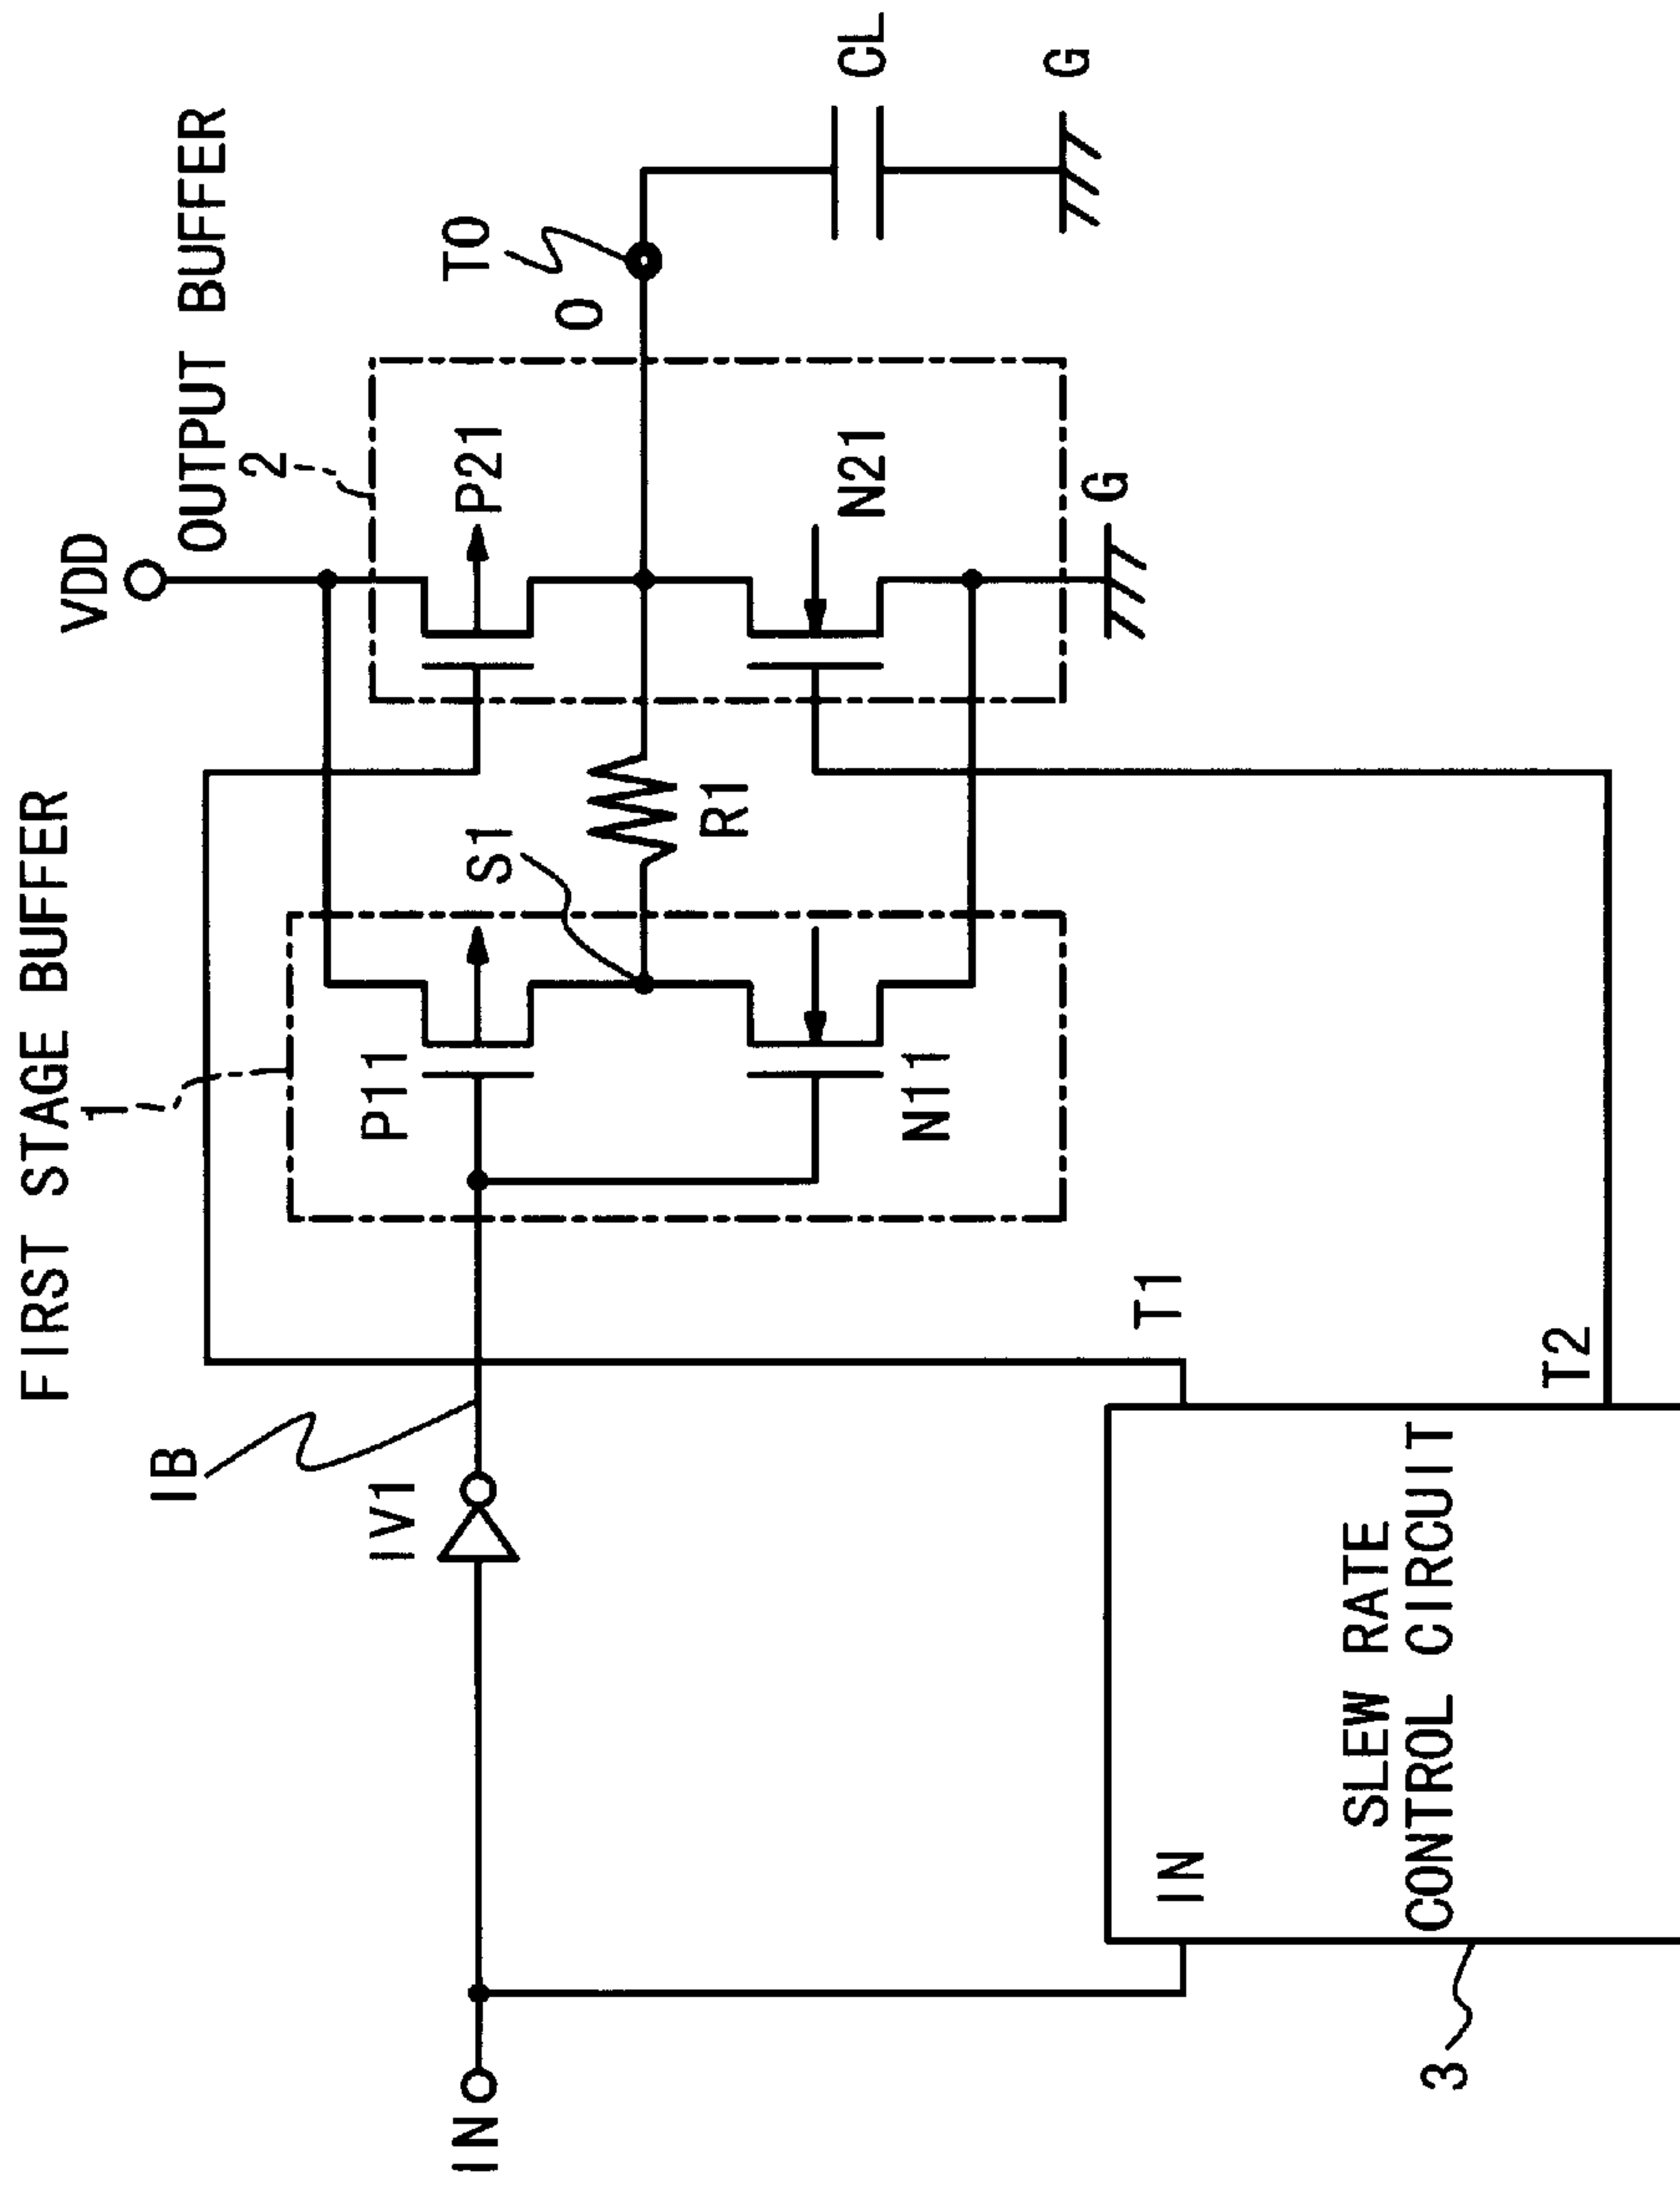 FIRST STAGE BUFFER
1
VDD
OUTPUT BUFFER
2
IB
IV1
P11
S1
P21
TO
O
IN
R1
N11
N21
CL
G
G
T1
IN
SLEW RATE
CONTROL CIRCUIT
T2
3